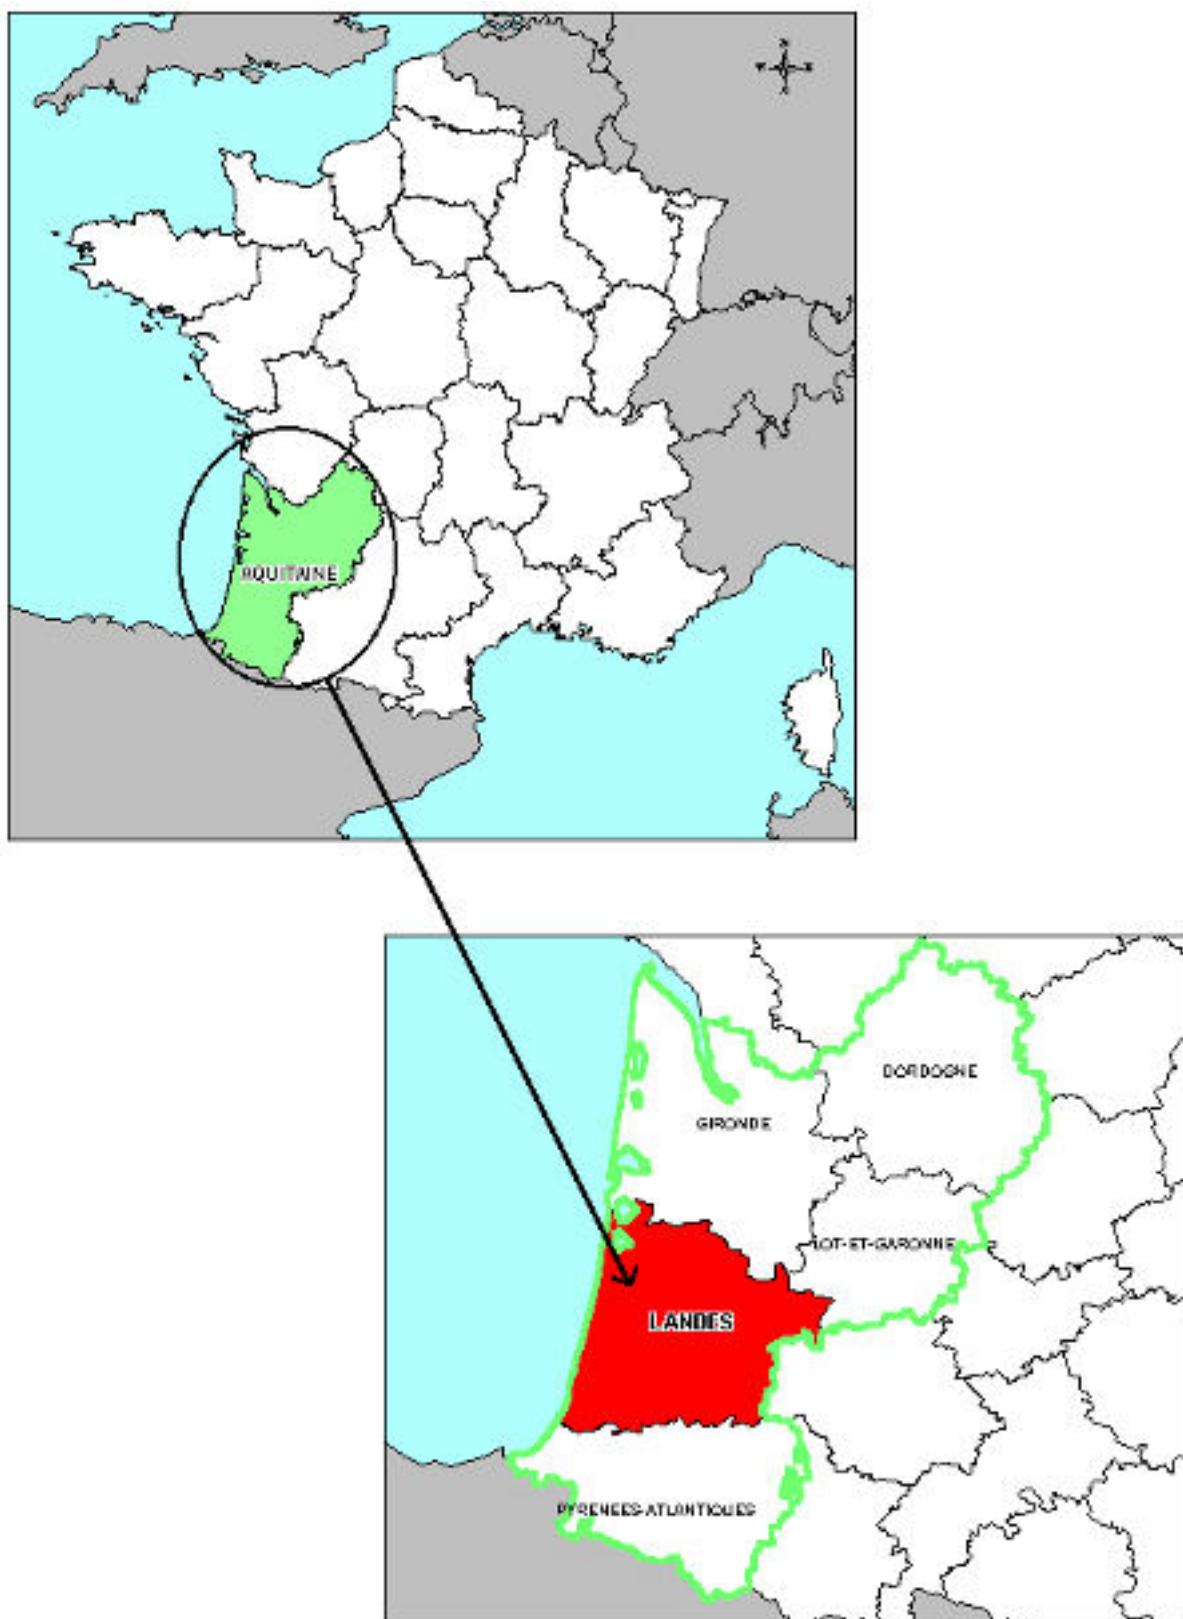 N
AQUITAINE
DORDOGNE
GIRONDE
LOT-ET-GARONNE
LANDES
PYRENEES-ATLANTIQUES